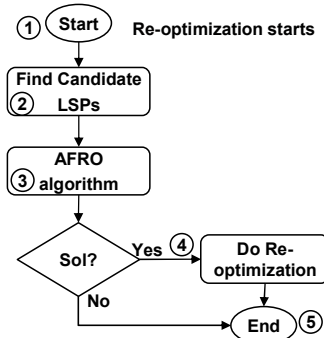 1 Start Re-optimization starts
Find Candidate
2 LSPs
AFRO
3 algorithm
Sol?
Yes 4
Do Re-
optimization
No
End 5